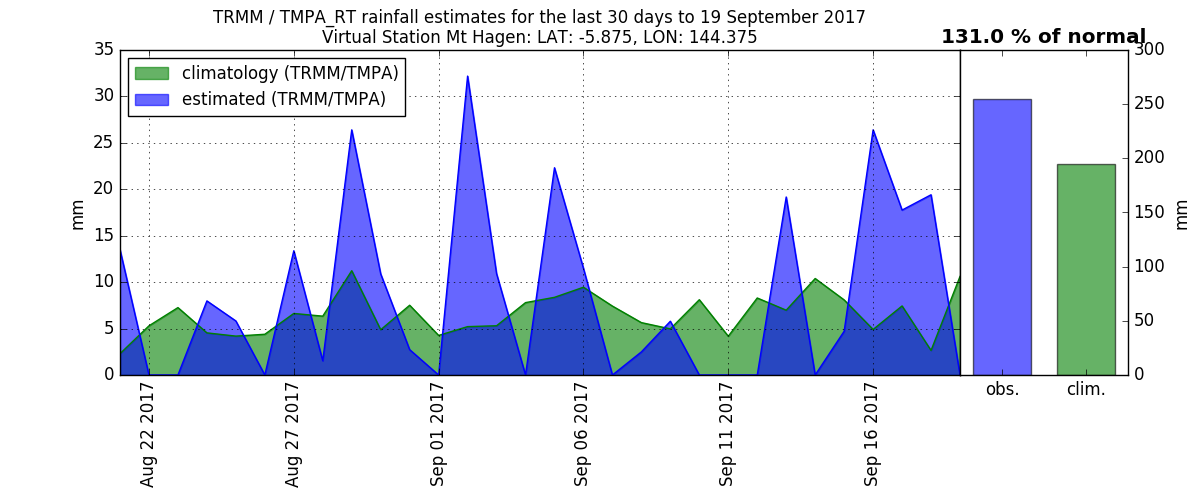 TRMM / TMPA_RT rainfall estimates for the last 30 days to 19 September 2017
Virtual Station Mt Hagen: LAT: -5.875, LON: 144.375
131.0 % of normal
climatology (TRMM/TMPA)
estimated (TRMM/TMPA)
mm
35
30
25
20
15
10
5
0
Aug 22 2017
Aug 27 2017
Sep 01 2017
Sep 06 2017
Sep 11 2017
Sep 16 2017
obs.
clim.
300
250
200
150
100
50
0
mm